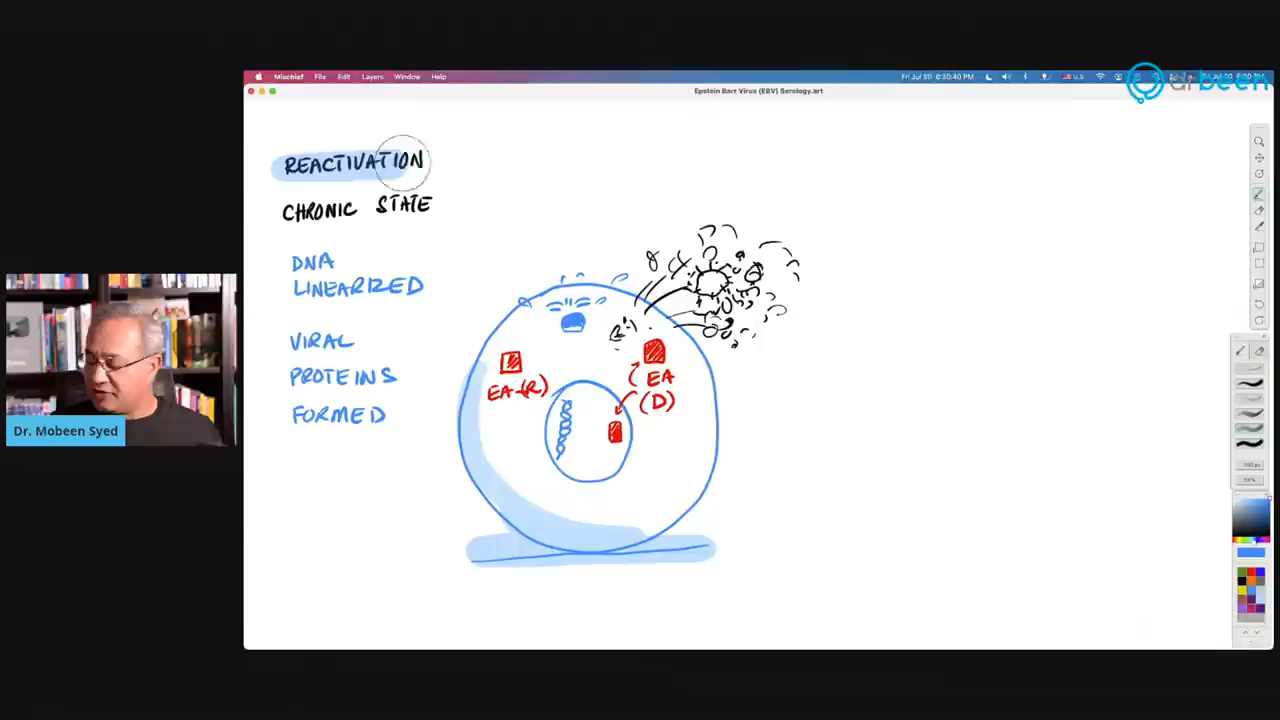 Mischief File Edit Layers Window Help
drbeen
Epstein Barr Virus (EBV) Serology.art
REACTIVATION
CHRONIC STATE
DNA
LINEARIZED
VIRAL
PROTEINS
FORMED
EA-(R)
EA
(D)
Dr. Mobeen Syed